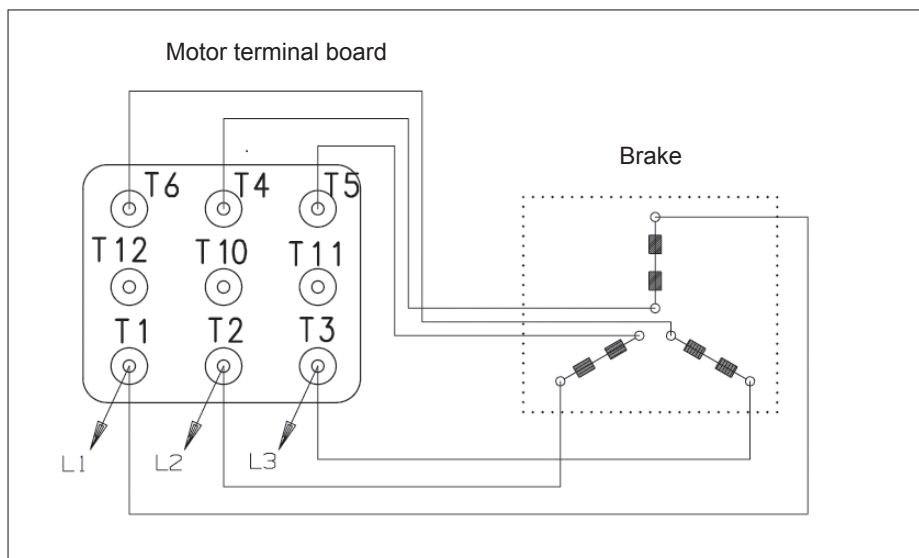 Motor terminal board
Brake
T6 T4 T5
T12 T10 T11
T1 T2 T3
L1 L2 L3